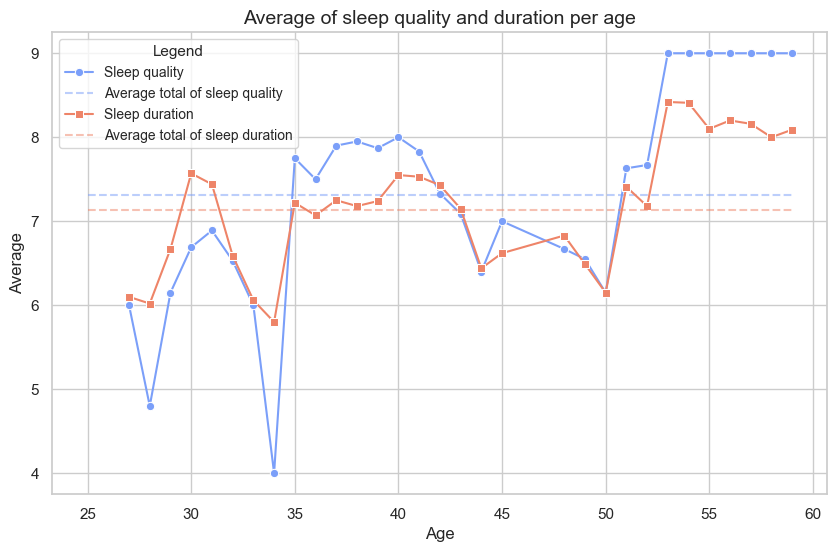 Average of sleep quality and duration per age
Legend
Sleep quality
Average total of sleep quality
Sleep duration
Average total of sleep duration
9
8
7
6
5
4
Average
25 30 35 40 45 50 55 60
Age